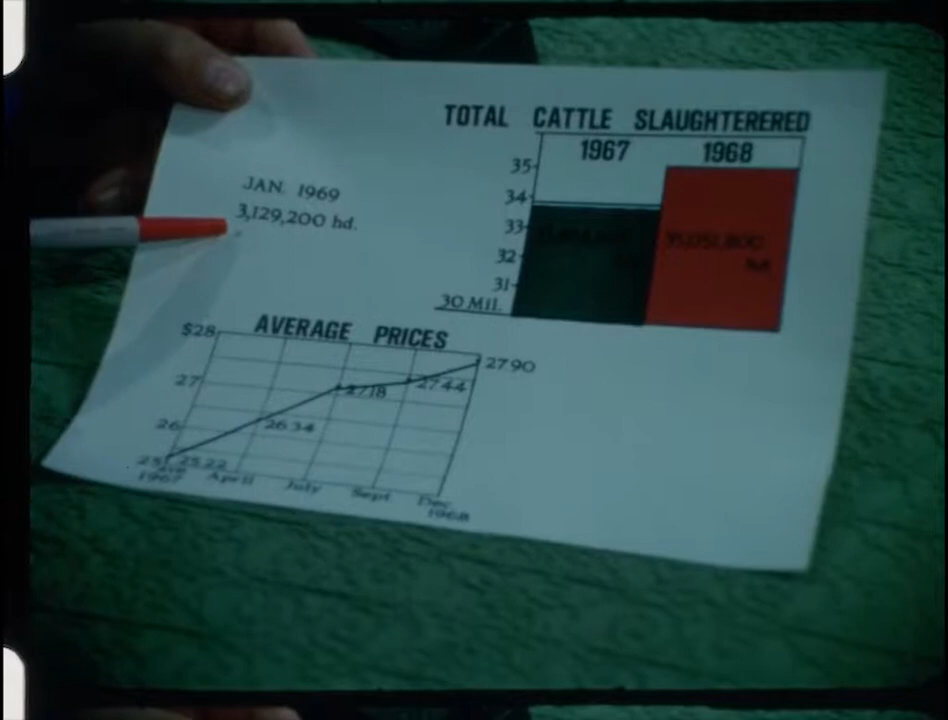 TOTAL CATTLE SLAUGHTERERED
1967 1968
35
34
33
32
31
30 MIL.
JAN. 1969
3,129,200 hd.
AVERAGE PRICES
$28
27
26
25
25.22
26.34
27.18
27.44
27.90
1967
April
July
Sept
Dec
1968